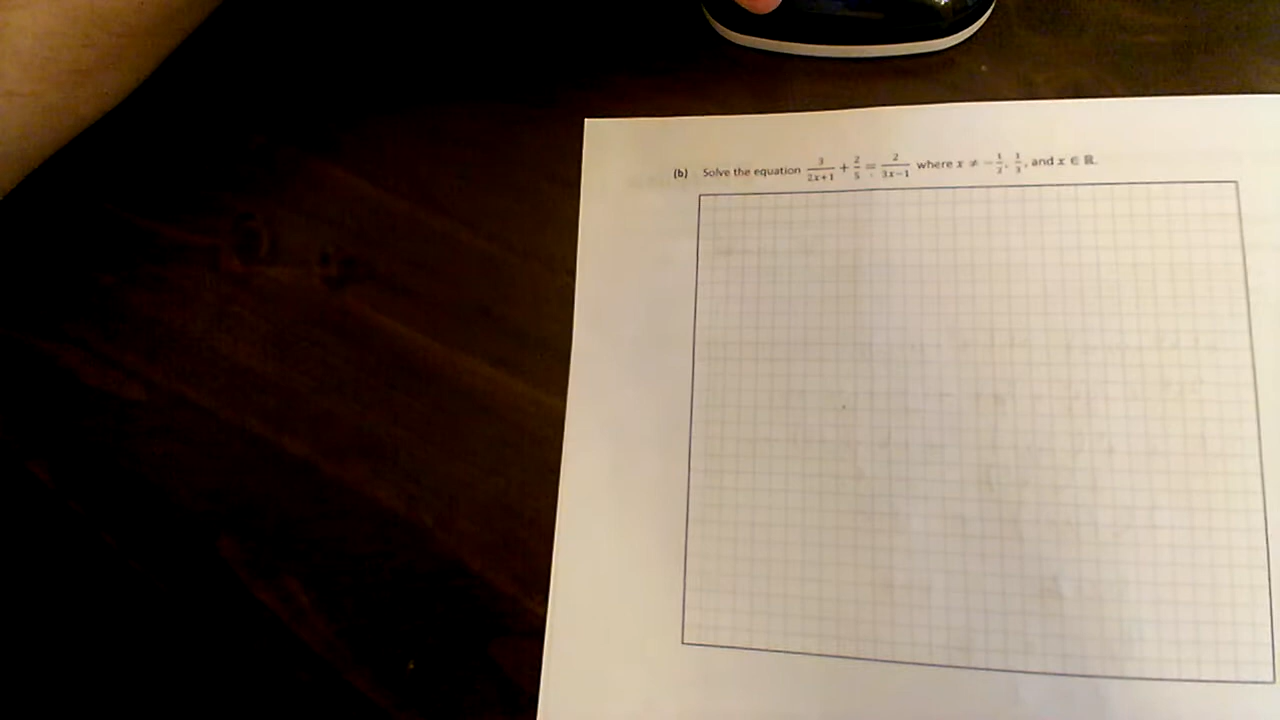 (b) Solve the equation 3/(2x+1) + 2/5 = 2/(3x−1) where x ≠ −1/2, 1/3, and x ∈ ℝ.